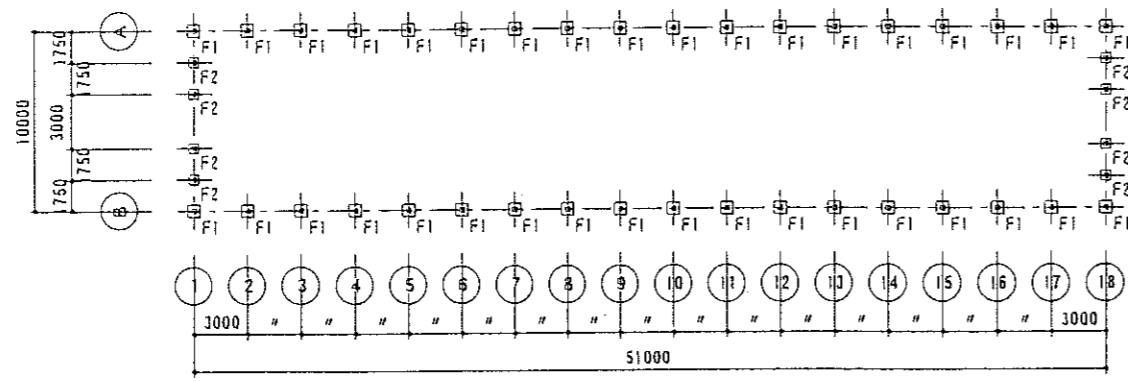 A
F1 F1 F1 F1 F1 F1 F1 F1 F1 F1 F1 F1 F1 F1 F1 F1 F1 F1
1750
F2 F2
1750
F2 F2
10000
3000
F2 F2
1750
F2 F2
1750
B
F1 F1 F1 F1 F1 F1 F1 F1 F1 F1 F1 F1 F1 F1 F1 F1 F1 F1
1 2 3 4 5 6 7 8 9 10 11 12 13 14 15 16 17 18
3000 〃 〃 〃 〃 〃 〃 〃 〃 〃 〃 〃 〃 〃 〃 〃 3000
51000